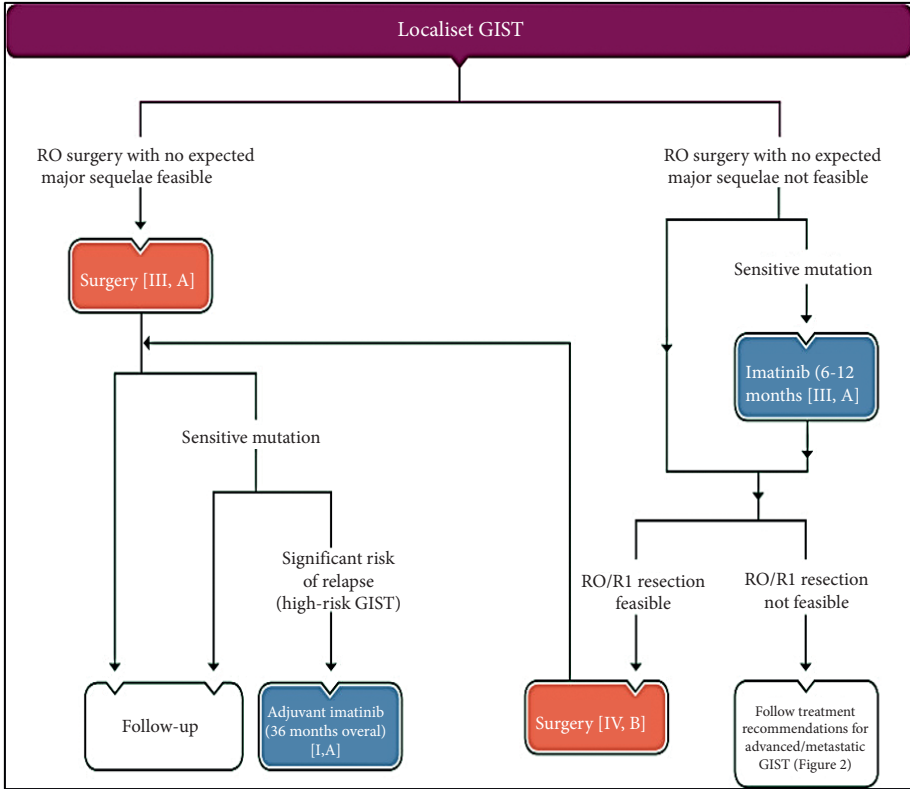 Localiset GIST
RO surgery with no expected
major sequelae feasible
RO surgery with no expected
major sequelae not feasible
Surgery [III, A]
Sensitive mutation
Imatinib (6-12
months [III, A]
Sensitive mutation
Significant risk
of relapse
(high-risk GIST)
RO/R1 resection
feasible
RO/R1 resection
not feasible
Follow-up
Adjuvant imatinib
(36 months overal)
[I,A]
Surgery [IV, B]
Follow treatment
recommendations for
advanced/metastatic
GIST (Figure 2)